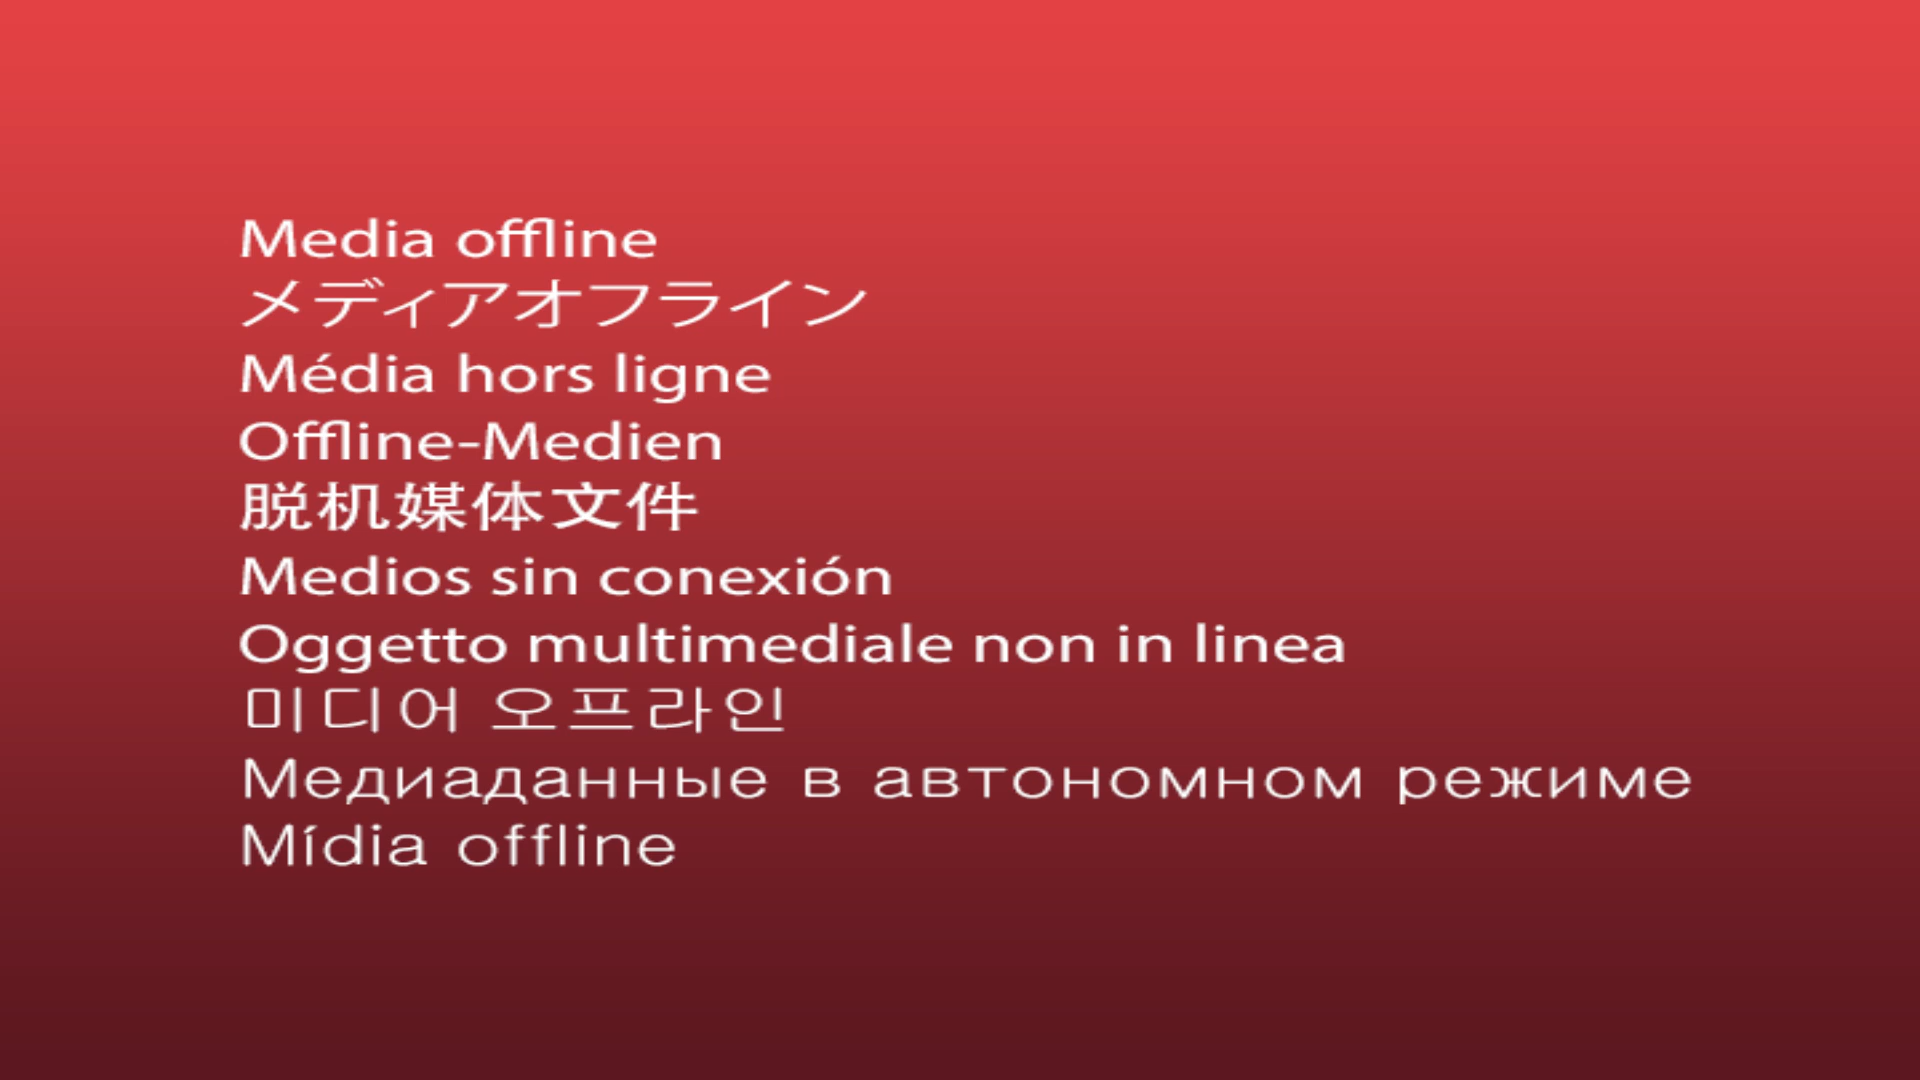 Media offline
メディアオフライン
Média hors ligne
Offline-Medien
脱机媒体文件
Medios sin conexión
Oggetto multimediale non in linea
미디어 오프라인
Медиаданные в автономном режиме
Mídia offline